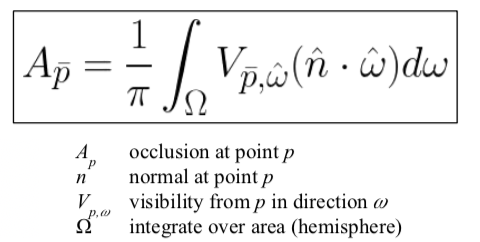 A_p̄ = 1/π ∫_Ω V_p̄,ω̂ (n̂ · ω̂)dω
A_p occlusion at point p
n normal at point p
V_p,ω visibility from p in direction ω
Ω integrate over area (hemisphere)